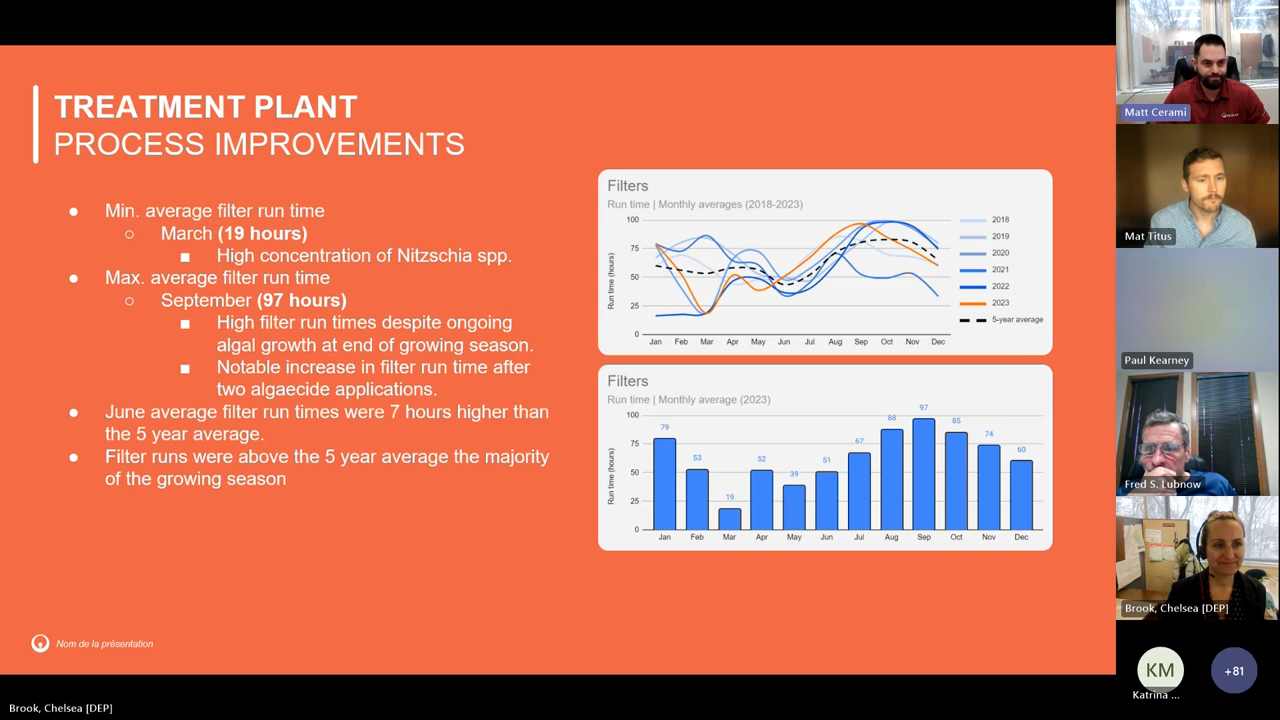 TREATMENT PLANT
PROCESS IMPROVEMENTS
● Min. average filter run time
○ March (19 hours)
■ High concentration of Nitzschia spp.
● Max. average filter run time
○ September (97 hours)
■ High filter run times despite ongoing
algal growth at end of growing season.
■ Notable increase in filter run time after
two algaecide applications.
● June average filter run times were 7 hours higher than
the 5 year average.
● Filter runs were above the 5 year average the majority
of the growing season
Filters
Run time | Monthly averages (2018-2023)
Run time (hours)
100
75
50
25
0
Jan Feb Mar Apr May Jun Jul Aug Sep Oct Nov Dec
2018
2019
2020
2021
2022
2023
5-year average
Filters
Run time | Monthly average (2023)
Run time (hours)
100
75
50
25
0
79 53 19 52 39 51 67 88 97 85 74 60
Jan Feb Mar Apr May Jun Jul Aug Sep Oct Nov Dec
Nom de la présentation
Matt Cerami
Mat Titus
Paul Kearney
Fred S. Lubnow
Brook, Chelsea [DEP]
KM
Katrina ...
+81
Brook, Chelsea [DEP]